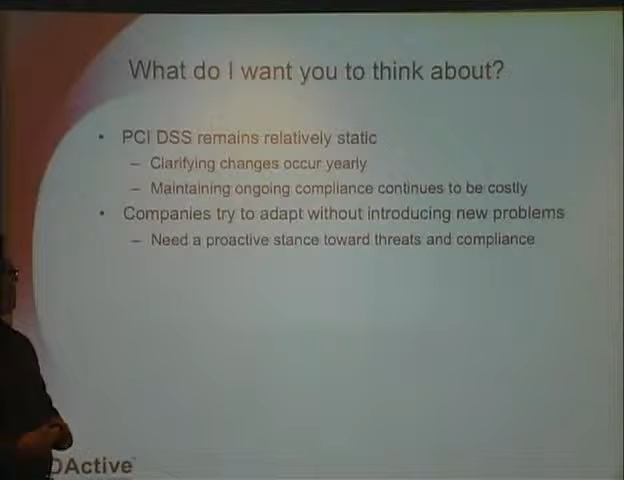 What do I want you to think about?
• PCI DSS remains relatively static
– Clarifying changes occur yearly
– Maintaining ongoing compliance continues to be costly
• Companies try to adapt without introducing new problems
– Need a proactive stance toward threats and compliance
DActive